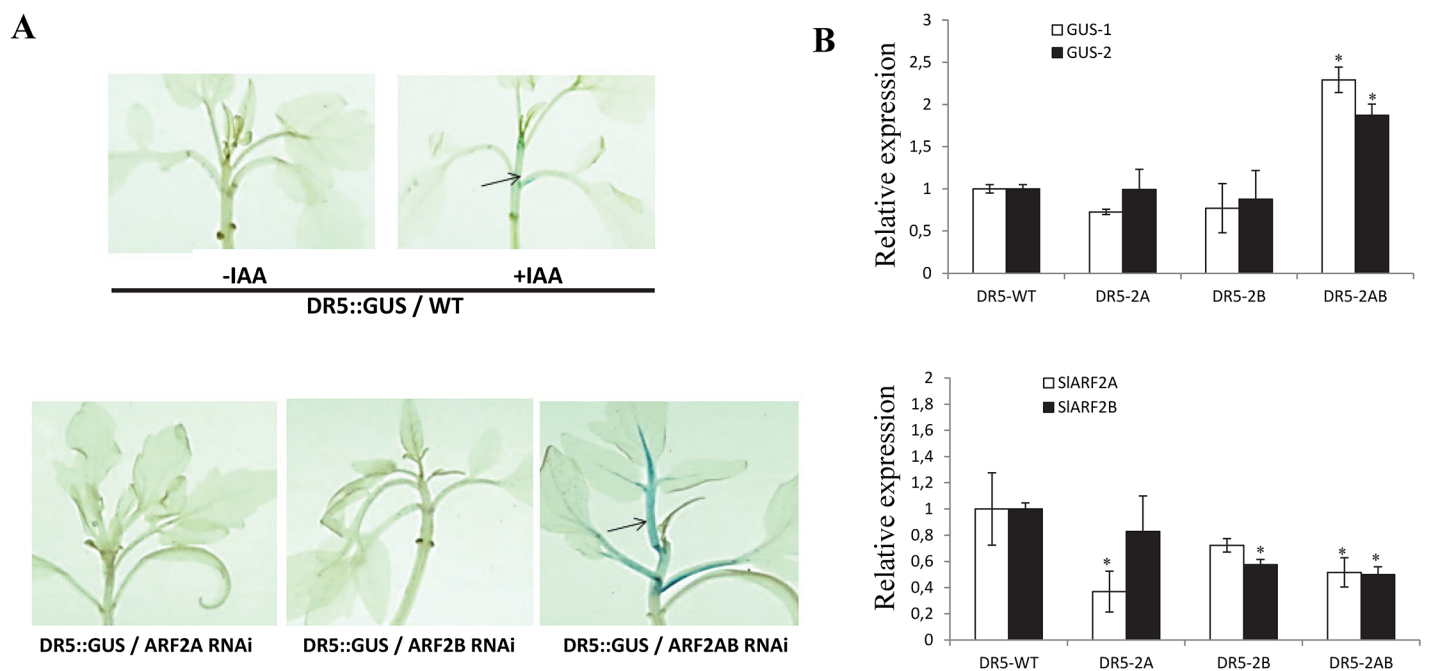 A
-IAA
+IAA
DR5::GUS / WT
DR5::GUS / ARF2A RNAi
DR5::GUS / ARF2B RNAi
DR5::GUS / ARF2AB RNAi
B
Relative expression
3
2,5
2
1,5
1
0,5
0
GUS-1
GUS-2
*
*
DR5-WT
DR5-2A
DR5-2B
DR5-2AB
Relative expression
2
1,8
1,6
1,4
1,2
1
0,8
0,6
0,4
0,2
0
SlARF2A
SlARF2B
*
*
*
*
DR5-WT
DR5-2A
DR5-2B
DR5-2AB